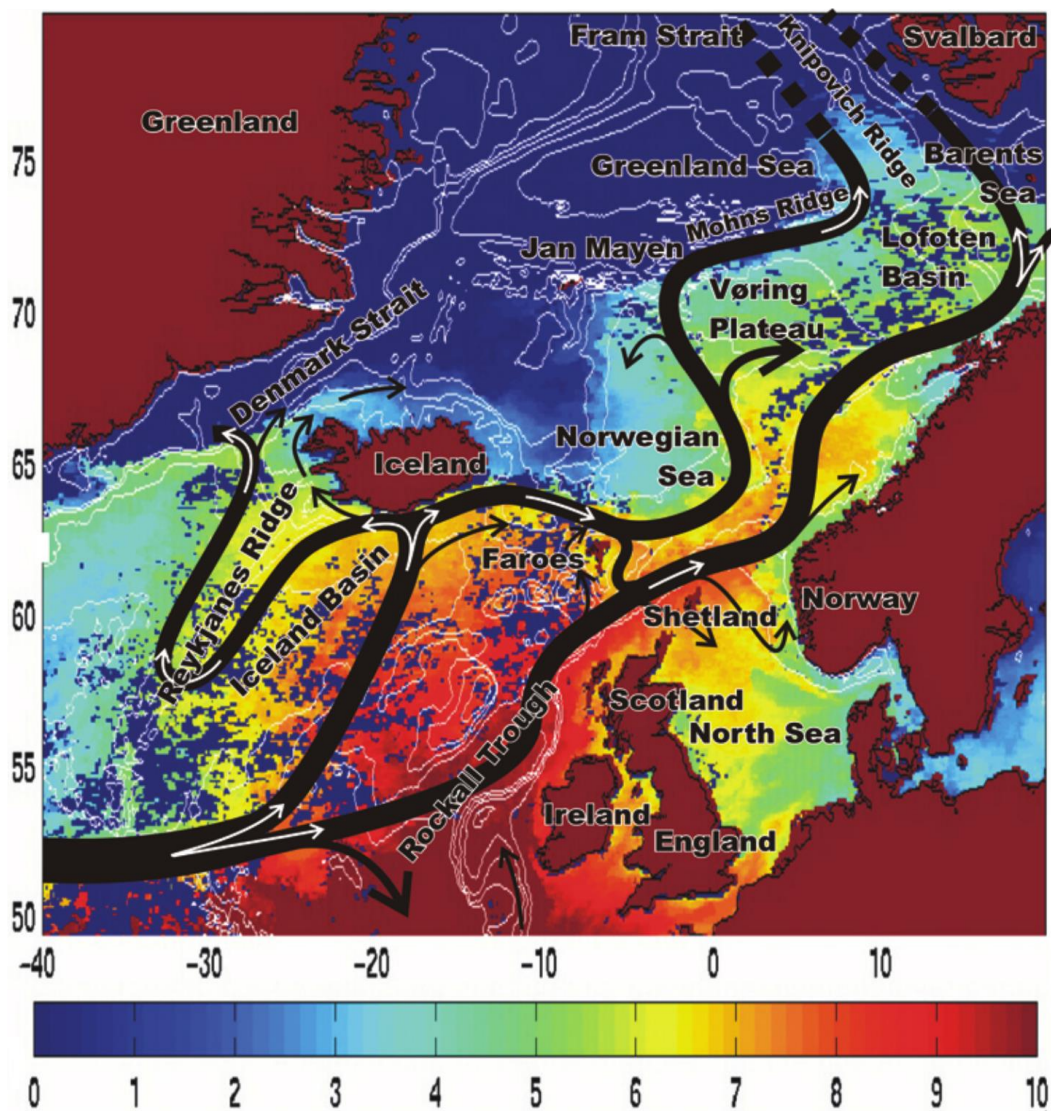 Fram Strait
Knipovich Ridge
Svalbard
Greenland
75
Greenland Sea
Barents
Sea
Mohns Ridge
Jan Mayen
Lofoten
Basin
70
Vøring
Plateau
Denmark Strait
65
Iceland
Norwegian
Sea
Reykjanes Ridge
Iceland Basin
Faroes
60
Shetland
Norway
Scotland
North Sea
55
Rockall Trough
Ireland
England
50
-40
-30
-20
-10
0
10
0 1 2 3 4 5 6 7 8 9 10